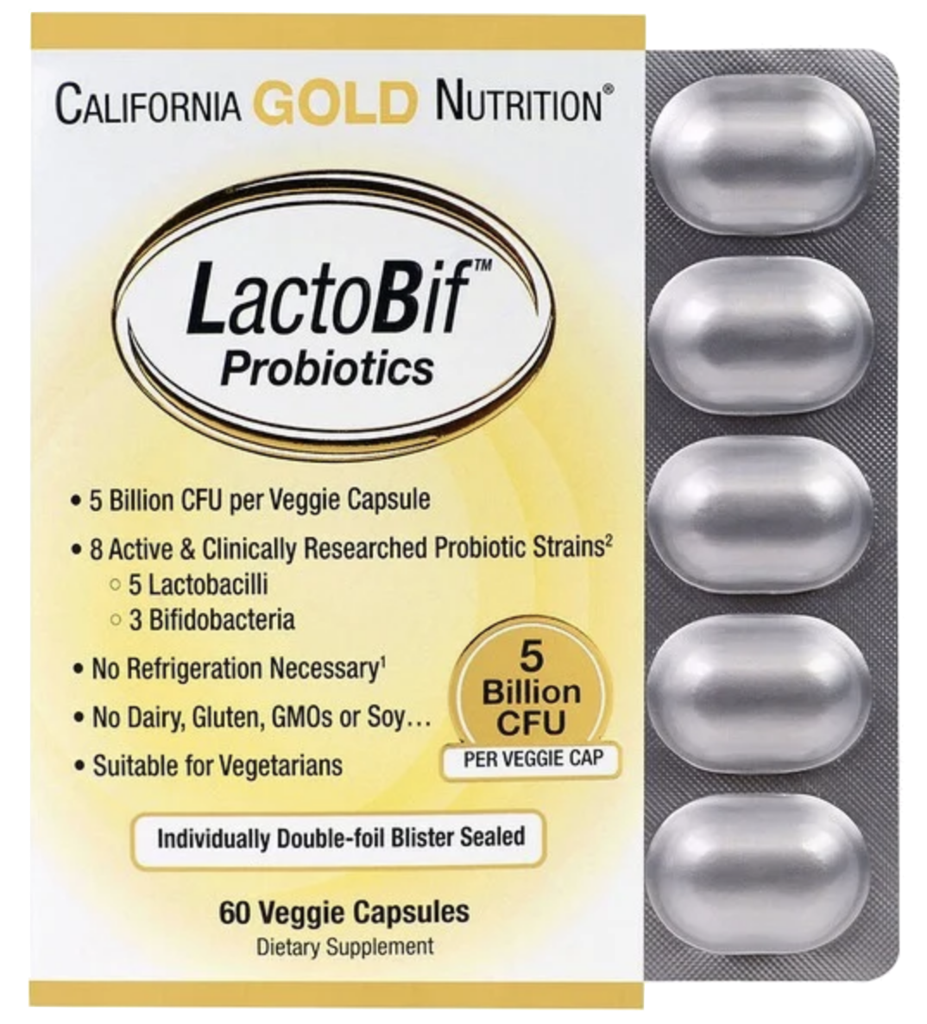 CALIFORNIA GOLD NUTRITION®
LactoBif™
Probiotics
• 5 Billion CFU per Veggie Capsule
• 8 Active & Clinically Researched Probiotic Strains²
○ 5 Lactobacilli
○ 3 Bifidobacteria
• No Refrigeration Necessary¹
• No Dairy, Gluten, GMOs or Soy...
• Suitable for Vegetarians
5
Billion
CFU
PER VEGGIE CAP
Individually Double-foil Blister Sealed
60 Veggie Capsules
Dietary Supplement